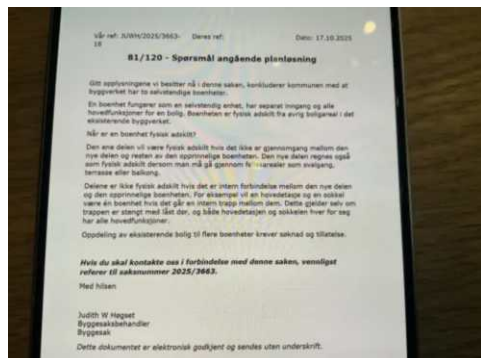 Vår ref: JUWH/2025/3663- Deres ref: Dato: 17.10.2025
18
81/120 - Spørsmål angående planløsning
Gitt opplysningene vi besitter nå i denne saken, konkluderer kommunen med at
byggverket har to selvstendige boenheter.
En boenhet fungerer som en selvstendig enhet, har separat inngang og alle
hovedfunksjoner for en bolig. Boenheten er fysisk adskilt fra øvrig boligareal i det
eksisterende byggverket.
Når er en boenhet fysisk adskilt?
Den ene delen vil være fysisk adskilt hvis det ikke er gjennomgang mellom den
nye delen og resten av den opprinnelige boenheten. Den nye delen regnes også
som fysisk adskilt dersom man må gå gjennom fellesarealer som svalgang,
terrasse eller balkong.
Delene er ikke fysisk adskilt hvis det er intern forbindelse mellom den nye delen
og den opprinnelige boenheten. For eksempel vil en hovedetasje og en sokkel
være én boenhet hvis det går en intern trapp mellom dem. Dette gjelder selv om
trappen er stengt med låst dør, og både hovedetasjen og sokkelen hver for seg
har alle hovedfunksjoner.
Oppdeling av eksisterende bolig til flere boenheter krever søknad og tillatelse.
Hvis du skal kontakte oss i forbindelse med denne saken, vennligst
referer til saksnummer 2025/3663.
Med hilsen
Judith W Høgset
Byggesaksbehandler
Byggesak
Dette dokumentet er elektronisk godkjent og sendes uten underskrift.